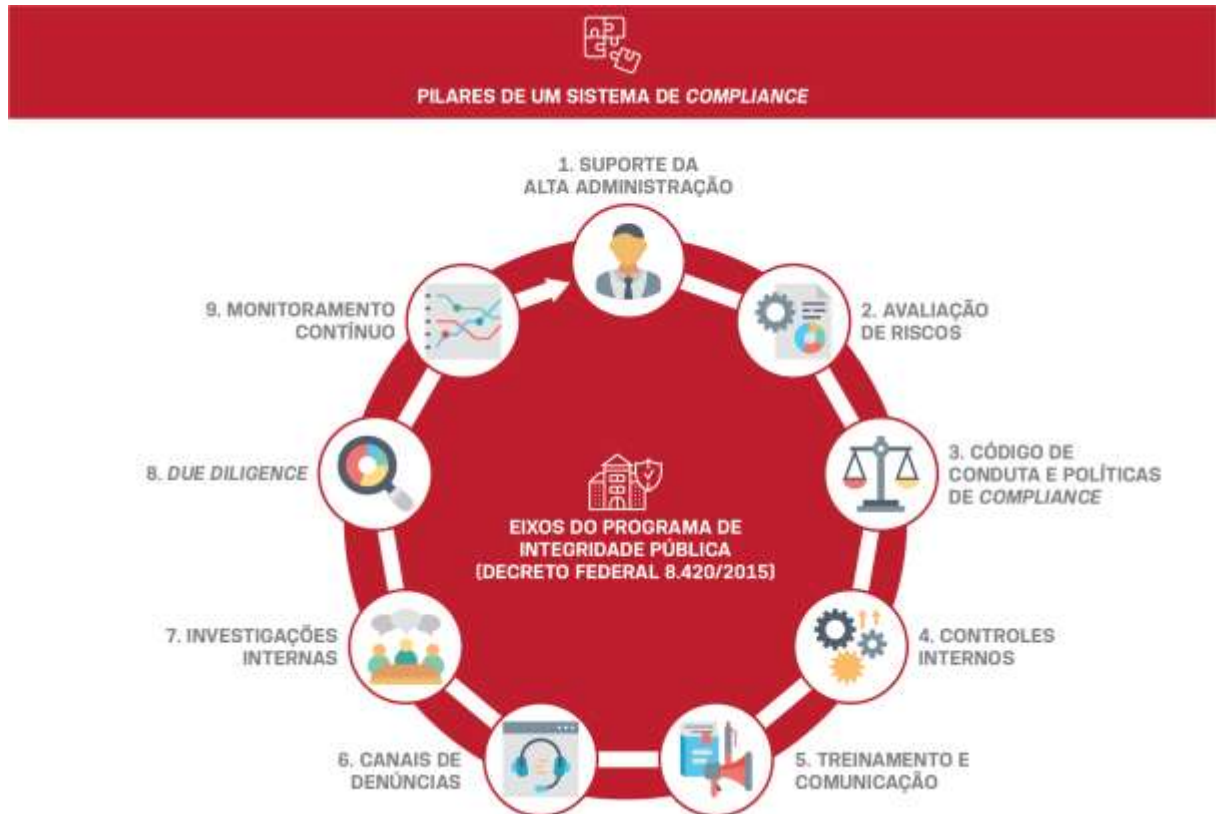 PILARES DE UM SISTEMA DE COMPLIANCE
1. SUPORTE DA
ALTA ADMINISTRAÇÃO
2. AVALIAÇÃO
DE RISCOS
3. CÓDIGO DE
CONDUTA E POLÍTICAS
DE COMPLIANCE
4. CONTROLES
INTERNOS
5. TREINAMENTO E
COMUNICAÇÃO
6. CANAIS DE
DENÚNCIAS
7. INVESTIGAÇÕES
INTERNAS
8. DUE DILIGENCE
9. MONITORAMENTO
CONTÍNUO
EIXOS DO PROGRAMA DE
INTEGRIDADE PÚBLICA
(DECRETO FEDERAL 8.420/2015)